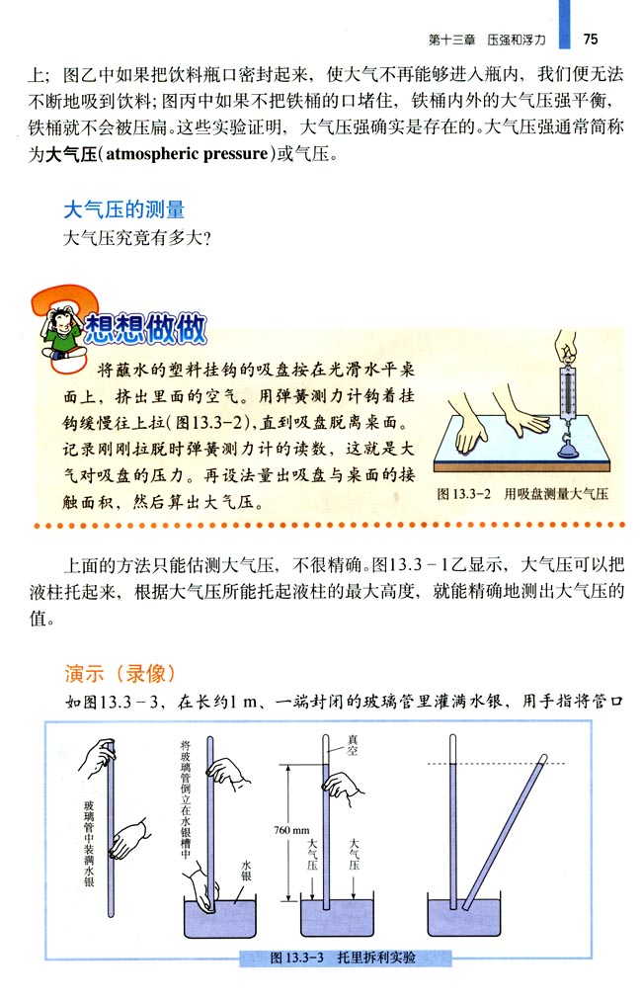 第十三章 压强和浮力 75
上；图乙中如果把饮料瓶口密封起来，使大气不再能够进入瓶内，我们便无法
不断地吸到饮料；图丙中如果不把铁桶的口堵住，铁桶内外的大气压强平衡，
铁桶就不会被压扁。这些实验证明，大气压强确实是存在的。大气压强通常简称
为大气压(atmospheric pressure)或气压。
大气压的测量
大气压究竟有多大？
想想做做
将蘸水的塑料挂钩的吸盘按在光滑水平桌
面上，挤出里面的空气。用弹簧测力计钩着挂
钩缓慢往上拉(图13.3-2)，直到吸盘脱离桌面。
记录刚刚拉脱时弹簧测力计的读数，这就是大
气对吸盘的压力。再设法量出吸盘与桌面的接
触面积，然后算出大气压。
图 13.3-2 用吸盘测量大气压
上面的方法只能估测大气压，不很精确。图13.3-1乙显示，大气压可以把
液柱托起来，根据大气压所能托起液柱的最大高度，就能精确地测出大气压的
值。
演示（录像）
如图13.3-3，在长约1 m、一端封闭的玻璃管里灌满水银，用手指将管口
玻璃管中装满水银
将玻璃管倒立在水银槽中
水银
760 mm
大气压
真空
大气压
图 13.3-3 托里拆利实验